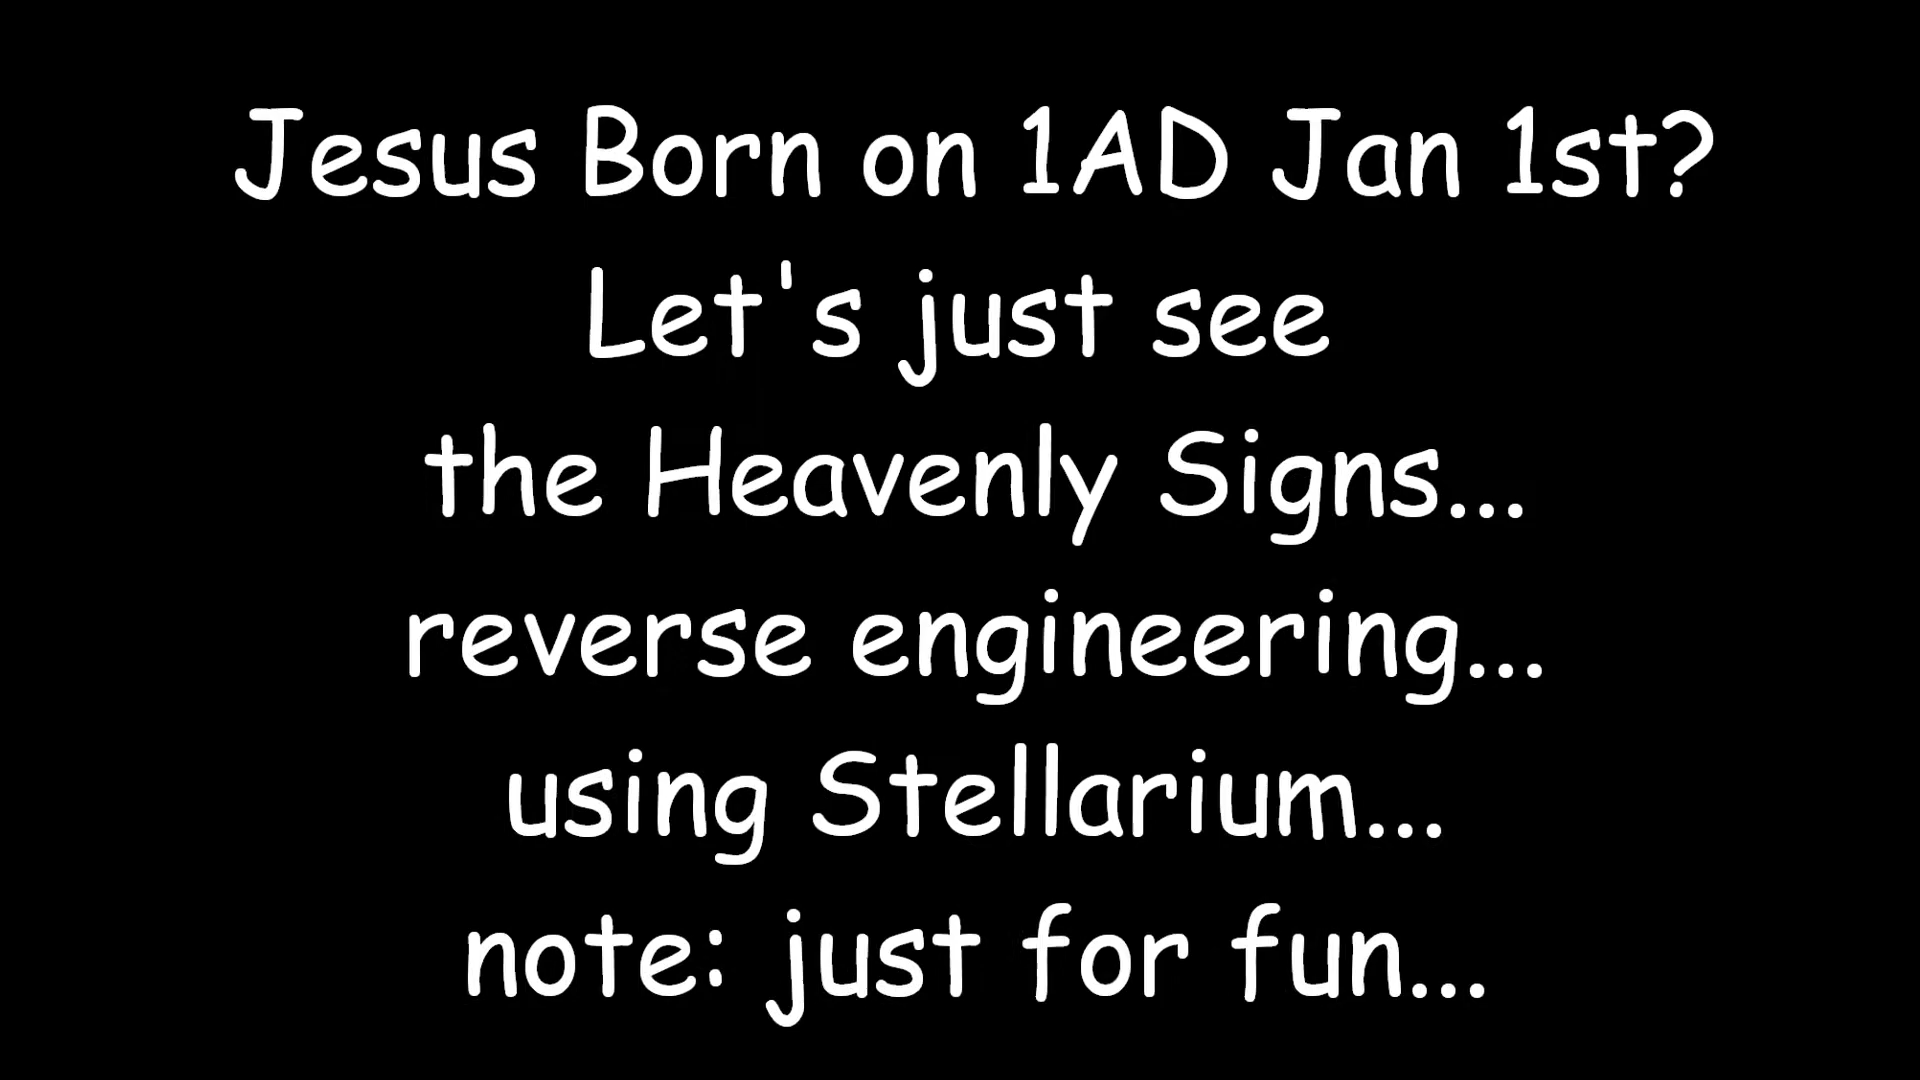 Jesus Born on 1AD Jan 1st?
Let's just see
the Heavenly Signs...
reverse engineering...
using Stellarium...
note: just for fun...